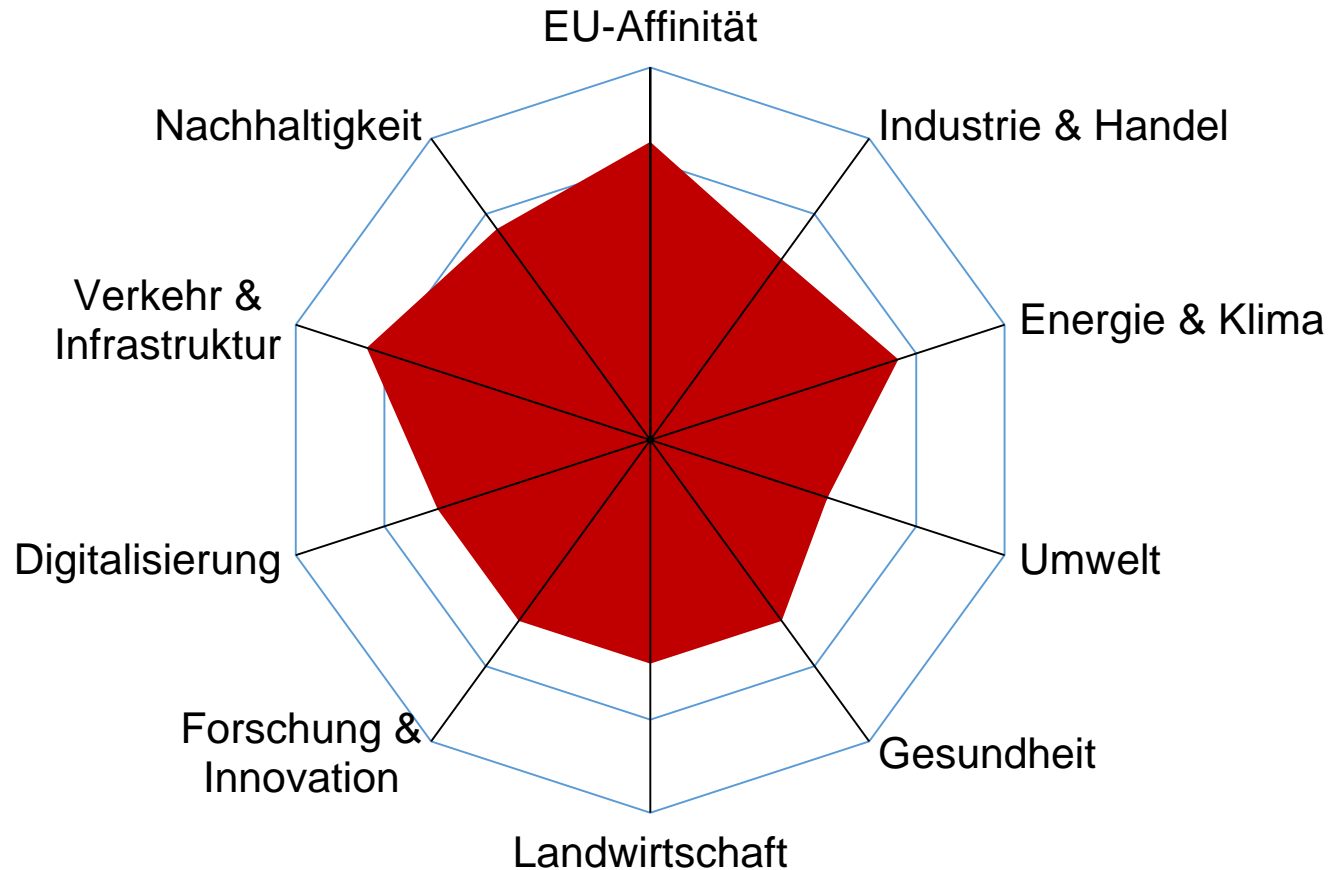 EU-Affinität
Industrie & Handel
Energie & Klima
Umwelt
Gesundheit
Landwirtschaft
Forschung &
Innovation
Digitalisierung
Verkehr &
Infrastruktur
Nachhaltigkeit